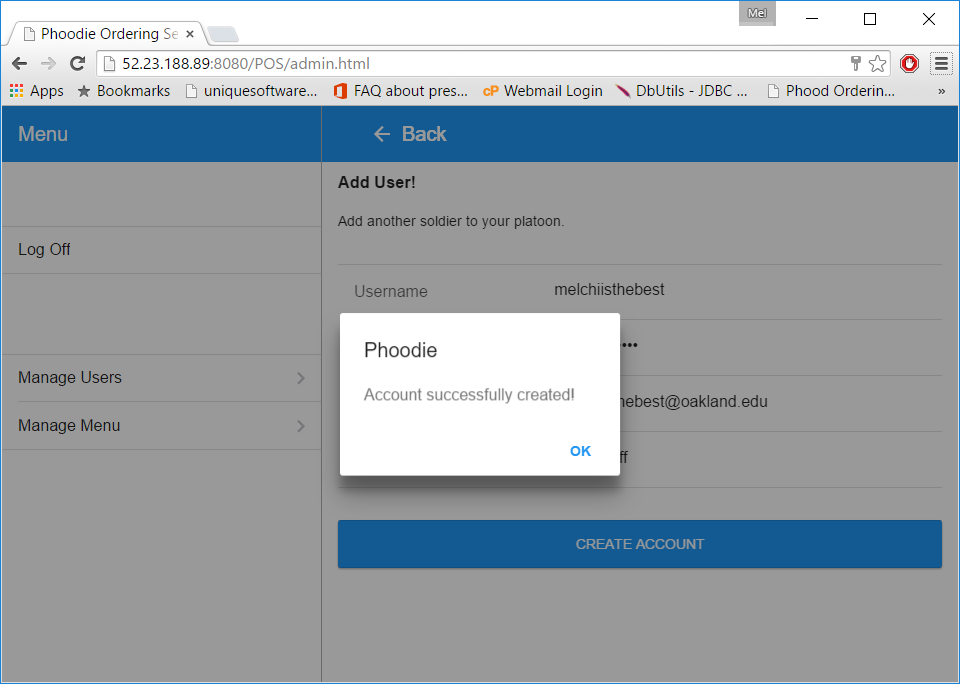 Mel
Phoodie Ordering Se
52.23.188.89:8080/POS/admin.html
Apps Bookmarks uniquesoftware... FAQ about pres... cP Webmail Login DbUtils - JDBC ... Phood Orderin... »
Menu
Back
Add User!
Add another soldier to your platoon.
Log Off
Username melchiisthebest
Manage Users
Manage Menu
Phoodie
Account successfully created!
OK
hebest@oakland.edu
ff
CREATE ACCOUNT